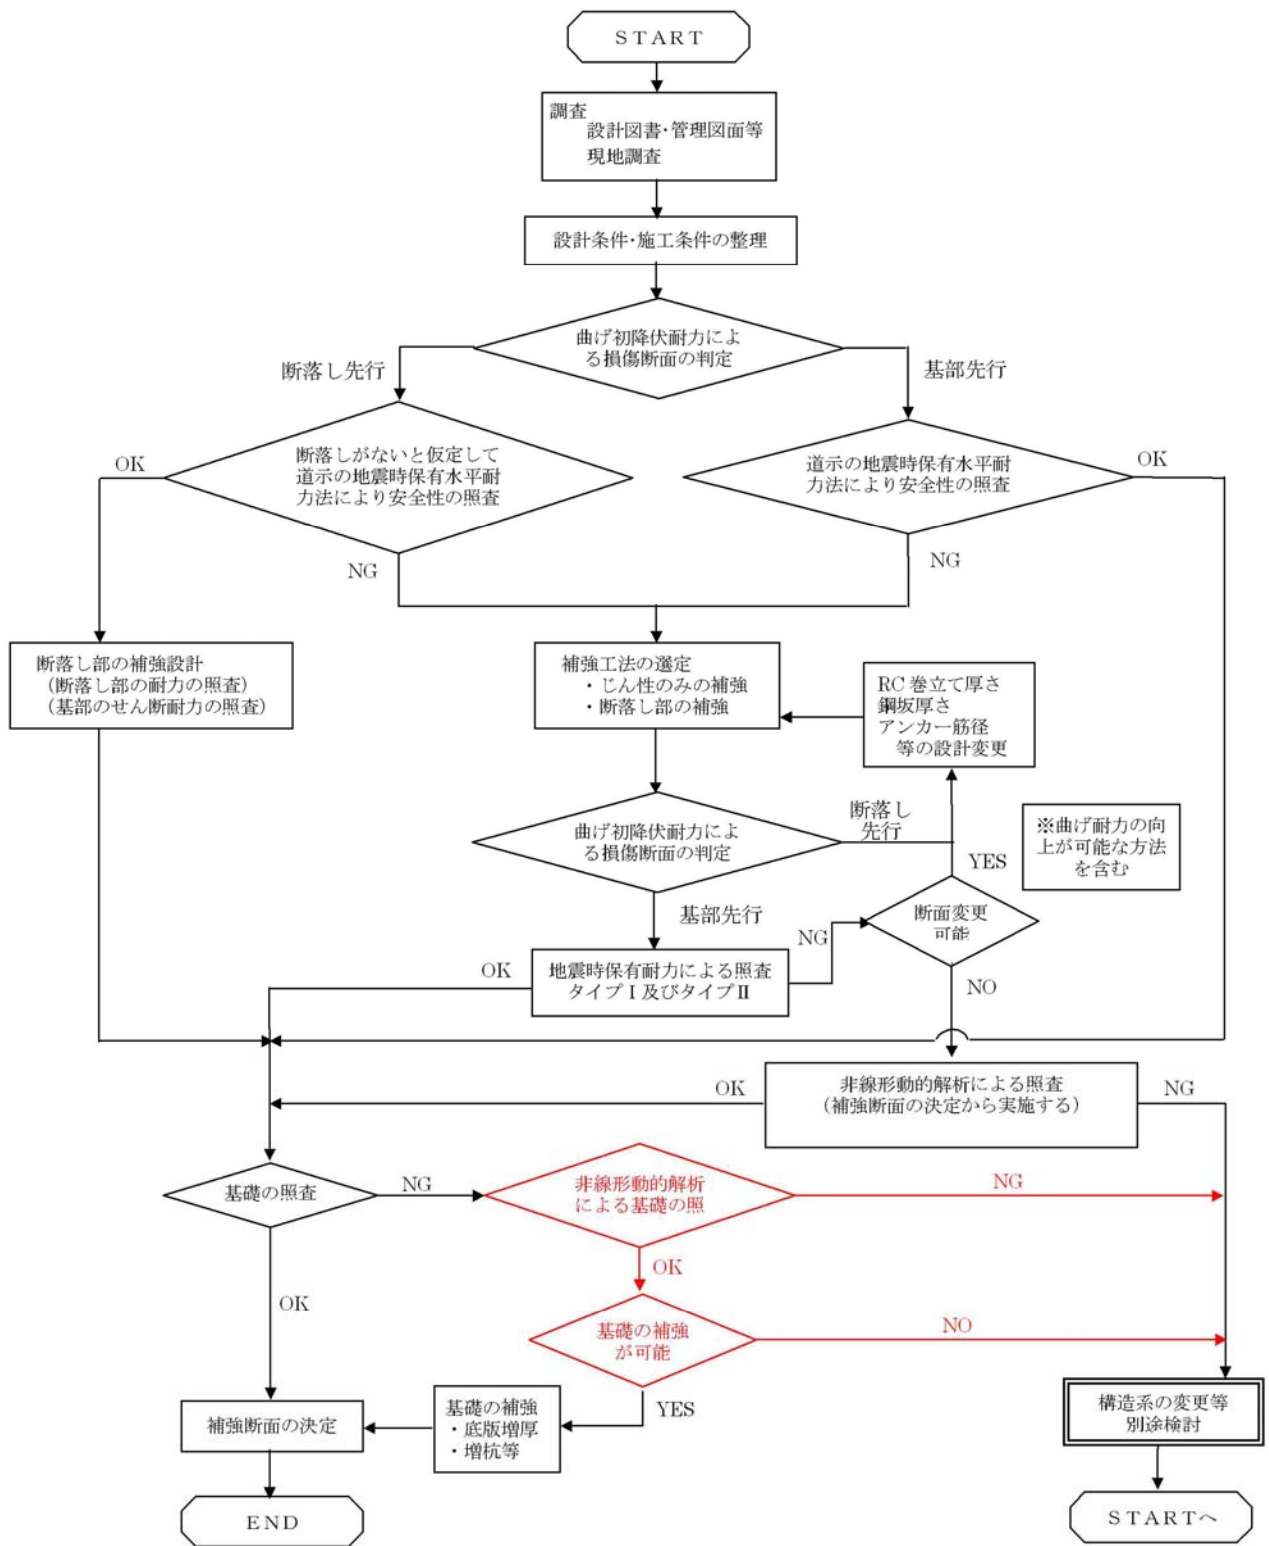 START
調査
設計図書・管理図面等
現地調査
設計条件・施工条件の整理
曲げ初降伏耐力によ
る損傷断面の判定
断落し先行
基部先行
断落しがないと仮定して
道示の地震時保有水平耐
力法により安全性の照査
OK
NG
道示の地震時保有水平耐
力法により安全性の照査
OK
NG
断落し部の補強設計
(断落し部の耐力の照査)
(基部のせん断耐力の照査)
補強工法の選定
・じん性のみの補強
・断落し部の補強
RC 巻立て厚さ
鋼坂厚さ
アンカー筋径
等の設計変更
曲げ初降伏耐力によ
る損傷断面の判定
断落し
先行
※曲げ耐力の向
上が可能な方法
を含む
YES
基部先行
断面変更
可能
NG
OK
地震時保有耐力による照査
タイプⅠ及びタイプⅡ
NO
非線形動的解析による照査
(補強断面の決定から実施する)
OK
NG
基礎の照査
NG
非線形動的解析
による基礎の照
NG
OK
OK
基礎の補強
が可能
NO
YES
基礎の補強
・底版増厚
・増杭等
補強断面の決定
構造系の変更等
別途検討
END
STARTへ